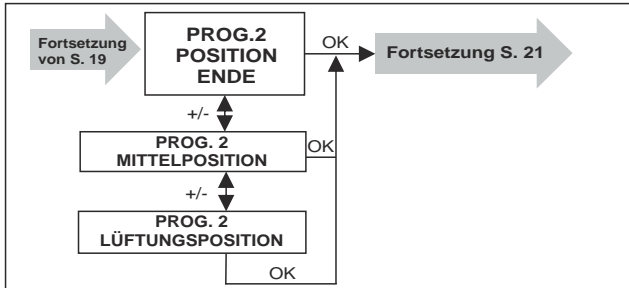 Fortsetzung
von S. 19
PROG.2
POSITION
ENDE
OK
Fortsetzung S. 21
+/-
PROG. 2
MITTELPOSITION
OK
+/-
PROG. 2
LÜFTUNGSPOSITION
OK